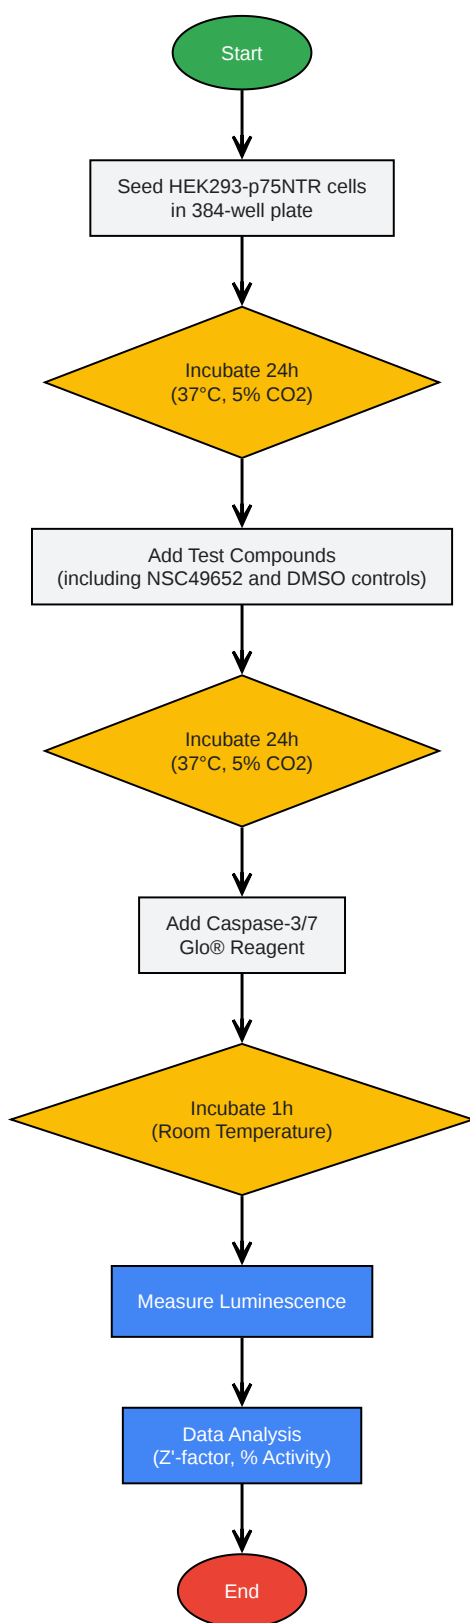 Start
Seed HEK293-p75NTR cells
in 384-well plate
Incubate 24h
(37°C, 5% CO2)
Add Test Compounds
(including NSC49652 and DMSO controls)
Incubate 24h
(37°C, 5% CO2)
Add Caspase-3/7
Glo® Reagent
Incubate 1h
(Room Temperature)
Measure Luminescence
Data Analysis
(Z'-factor, % Activity)
End